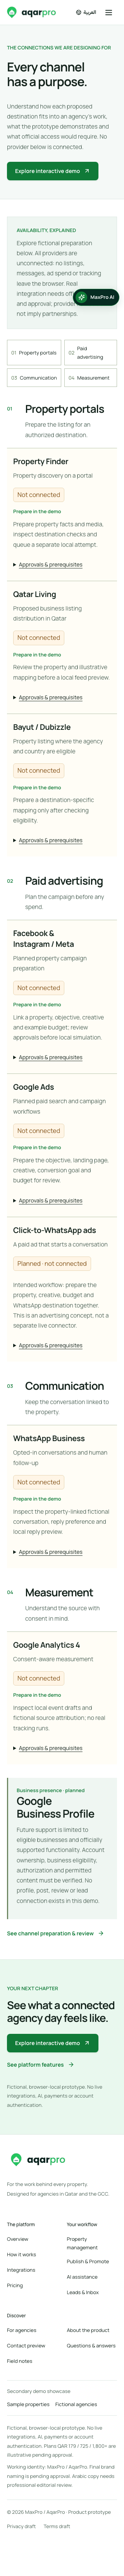 aqarpro
العربية
THE CONNECTIONS WE ARE DESIGNING FOR
Every channel
has a purpose.
Understand how each proposed
destination fits into an agency's
work, what the prototype
demonstrates and what official
access would require. No
provider below is connected.
Explore interactive demo
AVAILABILITY, EXPLAINED
Explore fictional preparation
below. All providers are
unconnected: no listings,
messages, ad spend or tracking
leave the browser. Real
not imply partnerships.
MaxPro AI
01 Property portals
02 Paid
advertising
03 Communication
04 Measurement
01 Property portals
Prepare the listing for an
authorized destination.
Property Finder
Property discovery on a portal
Not connected
Prepare in the demo
Prepare property facts and media,
inspect destination checks and
queue a separate local attempt.
Approvals & prerequisites
Qatar Living
Proposed business listing
distribution in Qatar
Not connected
Prepare in the demo
Review the property and illustrative
mapping before a local feed preview.
Approvals & prerequisites
Bayut / Dubizzle
Property listing where the agency
and country are eligible
Not connected
Prepare in the demo
Prepare a destination-specific
mapping only after checking
eligibility.
Approvals & prerequisites
02 Paid advertising
Plan the campaign before any
spend.
Facebook &
Instagram / Meta
Planned property campaign
preparation
Not connected
Prepare in the demo
Link a property, objective, creative
and example budget; review
approvals before local simulation.
Approvals & prerequisites
Google Ads
Planned paid search and campaign
workflows
Not connected
Prepare in the demo
Prepare the objective, landing page,
creative, conversion goal and
budget for review.
Approvals & prerequisites
Click-to-WhatsApp ads
A paid ad that starts a conversation
Planned · not connected
Intended workflow: prepare the
property, creative, budget and
WhatsApp destination together.
This is an advertising concept, not a
separate live connector.
Approvals & prerequisites
03 Communication
Keep the conversation linked to
the property.
WhatsApp Business
Opted-in conversations and human
follow-up
Not connected
Prepare in the demo
Inspect the property-linked fictional
conversation, reply preference and
local reply preview.
Approvals & prerequisites
04 Measurement
Understand the source with
consent in mind.
Google Analytics 4
Consent-aware measurement
Not connected
Prepare in the demo
Inspect local event drafts and
fictional source attribution; no real
tracking runs.
Approvals & prerequisites
Business presence · planned
Google
Business Profile
Future support is limited to
eligible businesses and officially
supported functionality. Account
access, business eligibility,
authorization and permitted
content must be verified. No
profile, post, review or lead
connection exists in this demo.
See channel preparation & review
YOUR NEXT CHAPTER
See what a connected
agency day feels like.
Explore interactive demo
See platform features
Fictional, browser-local prototype. No live
integrations, AI, payments or account
authentication.
aqarpro
For the work behind every property.
Designed for agencies in Qatar and the GCC.
The platform
Overview
How it works
Integrations
Pricing
Your workflow
Property
management
Publish & Promote
AI assistance
Leads & Inbox
Discover
For agencies
Contact preview
Field notes
About the product
Questions & answers
Secondary demo showcase
Sample properties
Fictional agencies
Fictional, browser-local prototype. No live
integrations, AI, payments or account
authentication. Plans QAR 179 / 725 / 1,800+ are
illustrative pending approval.
Working identity: MaxPro / AqarPro. Final brand
naming is pending approval. Arabic copy needs
professional editorial review.
© 2026 MaxPro / AqarPro · Product prototype
Privacy draft
Terms draft